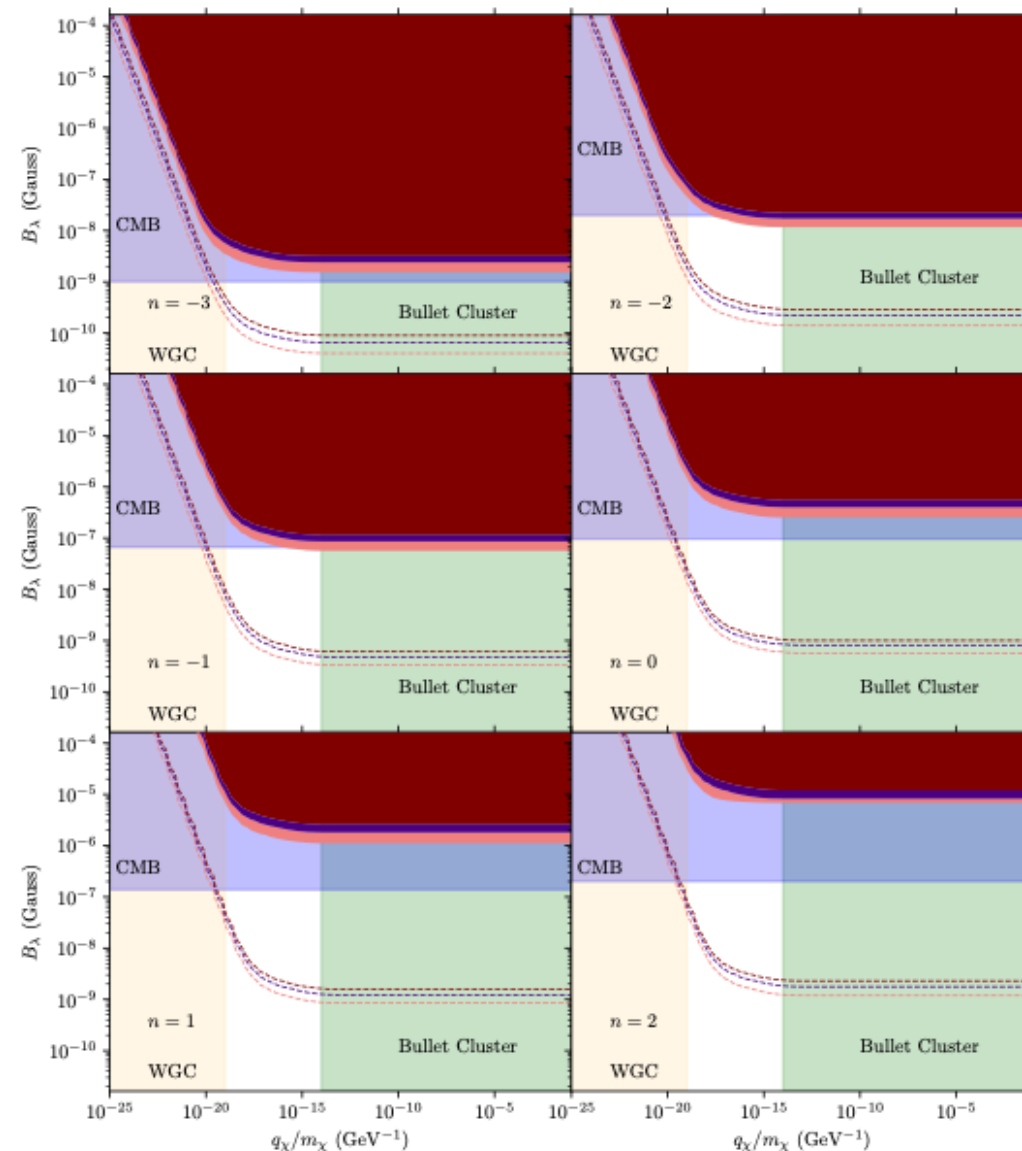 10⁻⁴
10⁻⁵
10⁻⁶
10⁻⁷
10⁻⁸
10⁻⁹
10⁻¹⁰
B_λ (Gauss)
CMB
n = −3
WGC
Bullet Cluster
CMB
n = −2
WGC
Bullet Cluster
10⁻⁴
10⁻⁵
10⁻⁶
10⁻⁷
10⁻⁸
10⁻⁹
10⁻¹⁰
B_λ (Gauss)
CMB
n = −1
WGC
Bullet Cluster
CMB
n = 0
WGC
Bullet Cluster
10⁻⁴
10⁻⁵
10⁻⁶
10⁻⁷
10⁻⁸
10⁻⁹
10⁻¹⁰
B_λ (Gauss)
CMB
n = 1
WGC
Bullet Cluster
CMB
n = 2
WGC
Bullet Cluster
10⁻²⁵ 10⁻²⁰ 10⁻¹⁵ 10⁻¹⁰ 10⁻⁵ 10⁻²⁵ 10⁻²⁰ 10⁻¹⁵ 10⁻¹⁰ 10⁻⁵
q_χ/m_χ (GeV⁻¹) q_χ/m_χ (GeV⁻¹)